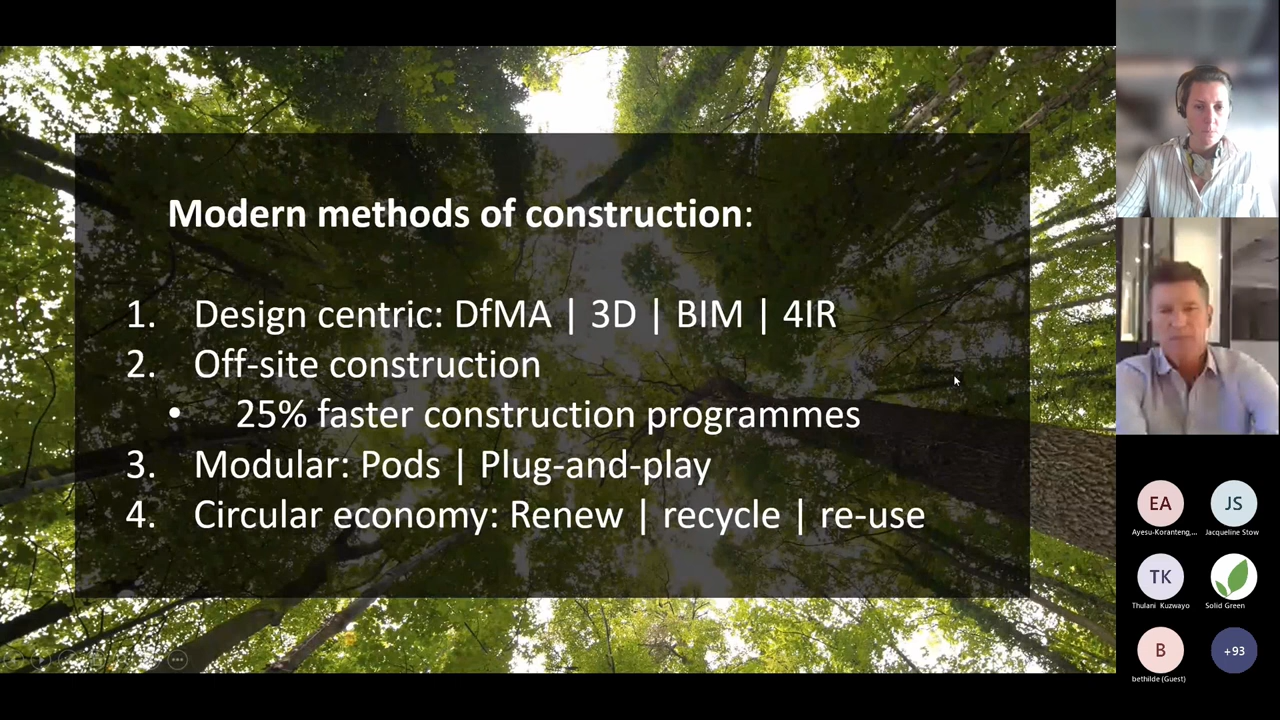 Modern methods of construction:
1. Design centric: DfMA | 3D | BIM | 4IR
2. Off-site construction
• 25% faster construction programmes
3. Modular: Pods | Plug-and-play
4. Circular economy: Renew | recycle | re-use
EA
Ayesu-Koranteng,...
JS
Jacqueline Stow
TK
Thulani Kuzwayo
Solid Green
B
bethilde (Guest)
+93